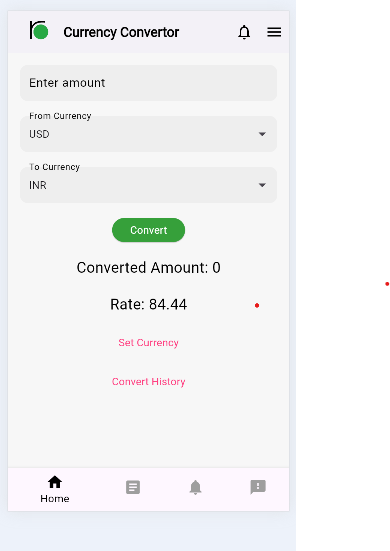 Currency Convertor
Enter amount
From Currency
USD
To Currency
INR
Convert
Converted Amount: 0
Rate: 84.44
Set Currency
Convert History
Home